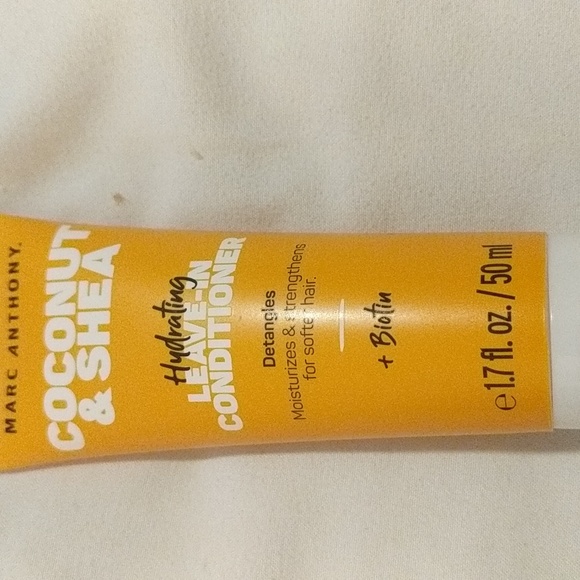 MARC ANTHONY.
COCONUT
& SHEA
Hydrating
LEAVE-IN
CONDITIONER
Detangles
Moisturizes & strengthens
for softer hair.
+ Biotin
e 1.7 fl. oz. / 50 ml